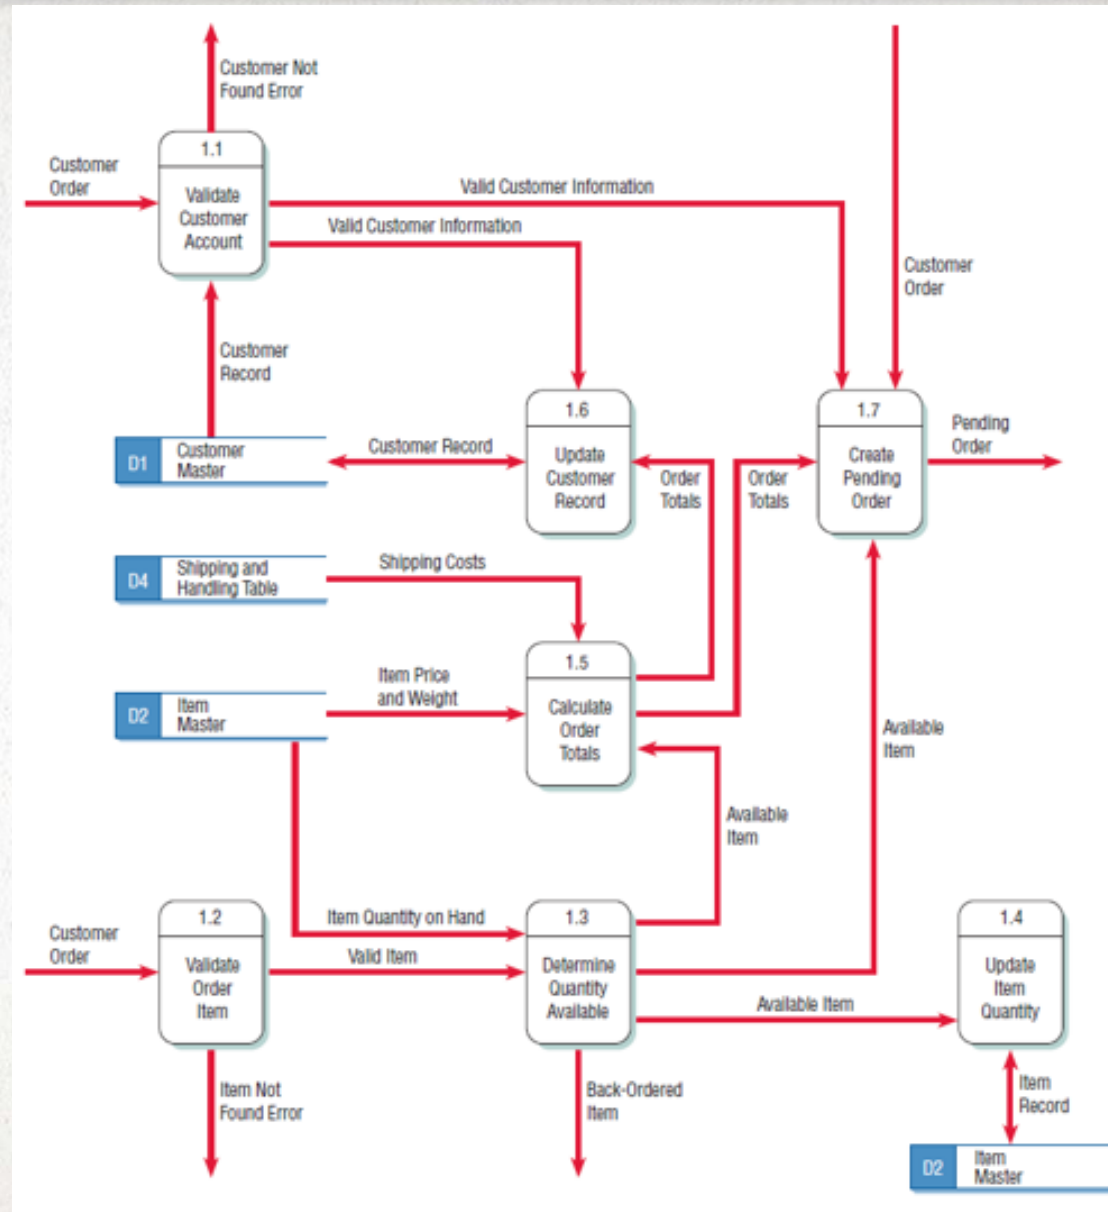 Customer Not
Found Error
1.1
Customer
Order
Validate
Customer
Account
Valid Customer Information
Valid Customer Information
Customer
Order
Customer
Record
1.6
Update
Customer
Record
1.7
Create
Pending
Order
Pending
Order
D1
Customer
Master
Customer Record
Order
Totals
Order
Totals
D4
Shipping and
Handling Table
Shipping Costs
1.5
Calculate
Order
Totals
D2
Item
Master
Item Price
and Weight
Available
Item
Available
Item
1.2
Validate
Order
Item
Customer
Order
Item Quantity on Hand
Valid Item
1.3
Determine
Quantity
Available
1.4
Update
Item
Quantity
Available Item
Item Not
Found Error
Back-Ordered
Item
Item
Record
D2
Item
Master